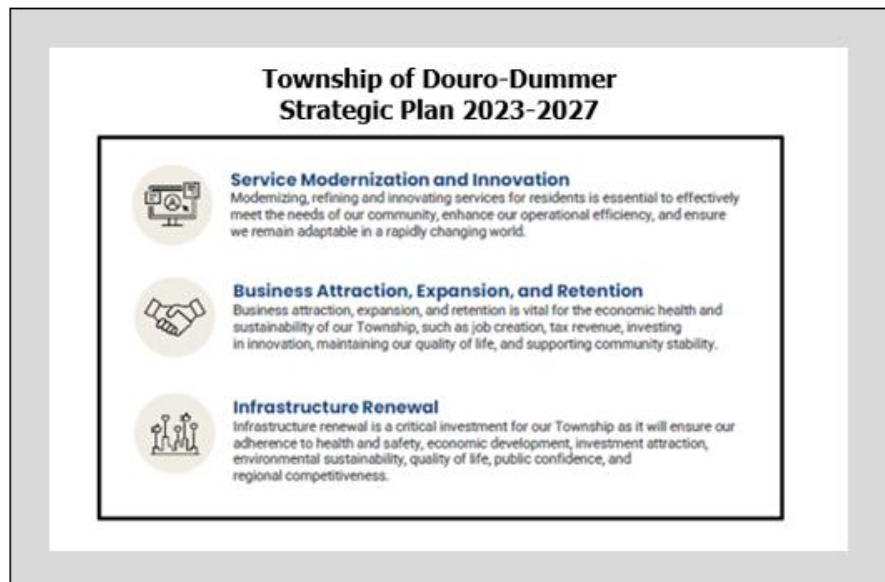 Township of Douro-Dummer
Strategic Plan 2023-2027
Service Modernization and Innovation
Modernizing, refining and innovating services for residents is essential to effectively
meet the needs of our community, enhance our operational efficiency, and ensure
we remain adaptable in a rapidly changing world.
Business Attraction, Expansion, and Retention
Business attraction, expansion, and retention is vital for the economic health and
sustainability of our Township, such as job creation, tax revenue, investing
in innovation, maintaining our quality of life, and supporting community stability.
Infrastructure Renewal
Infrastructure renewal is a critical investment for our Township as it will ensure our
adherence to health and safety, economic development, investment attraction,
environmental sustainability, quality of life, public confidence, and
regional competitiveness.